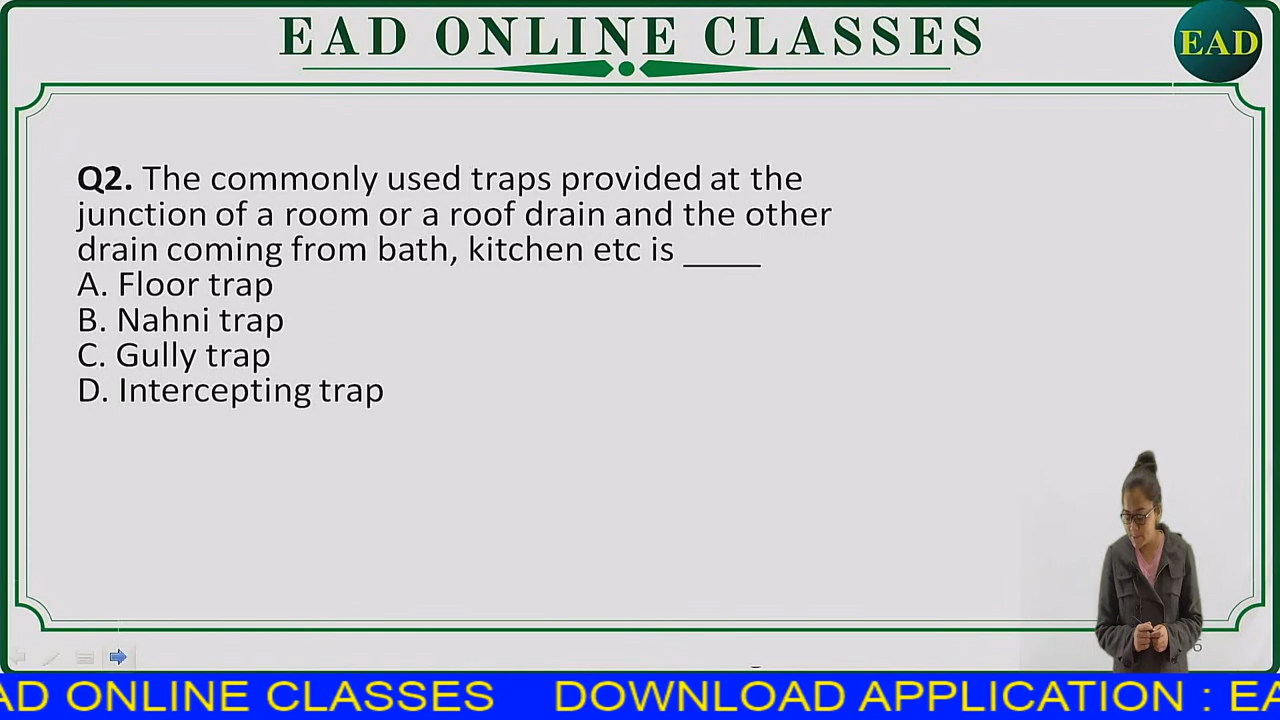 EAD ONLINE CLASSES
EAD
Q2. The commonly used traps provided at the
junction of a room or a roof drain and the other
drain coming from bath, kitchen etc is ____
A. Floor trap
B. Nahni trap
C. Gully trap
D. Intercepting trap
6
AD ONLINE CLASSES DOWNLOAD APPLICATION : EA